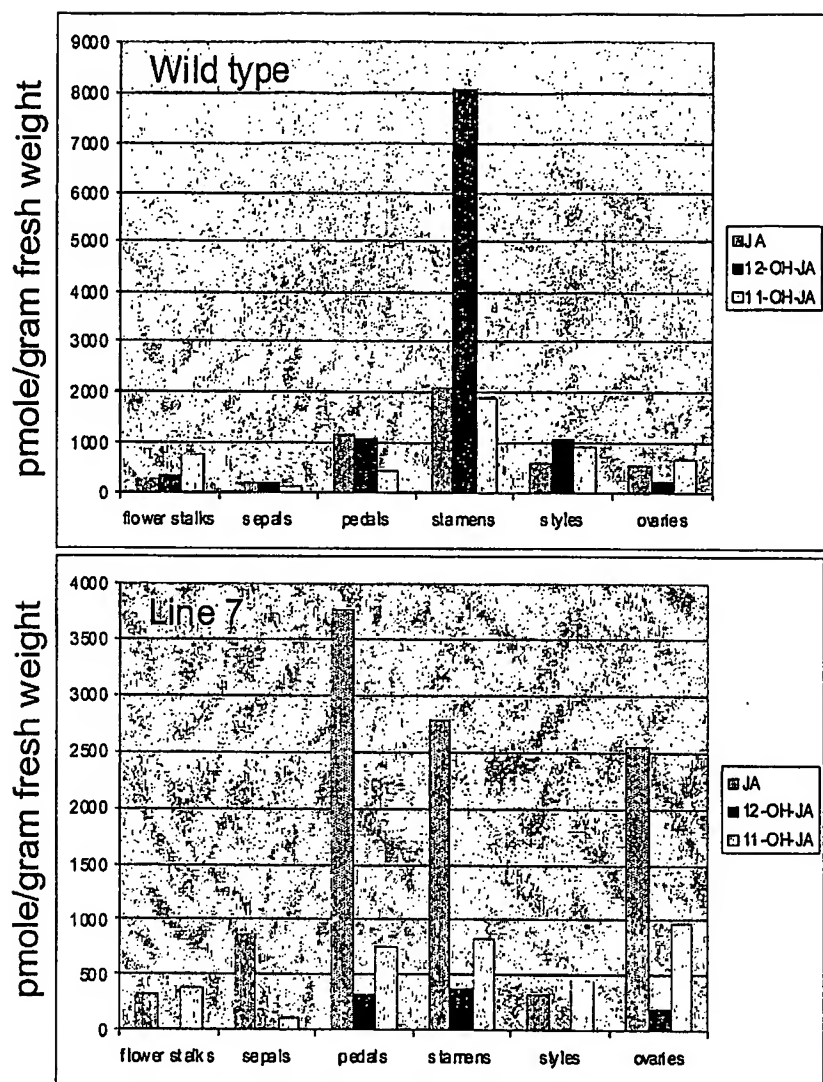 Wild type
pmole/gram fresh weight
9000
8000
7000
6000
5000
4000
3000
2000
1000
0
flower stalks sepals pedals stamens styles ovaries
JA
12-OH-JA
11-OH-JA
Line 7
pmole/gram fresh weight
4000
3500
3000
2500
2000
1500
1000
500
0
flower stalks sepals pedals stamens styles ovaries
JA
12-OH-JA
11-OH-JA